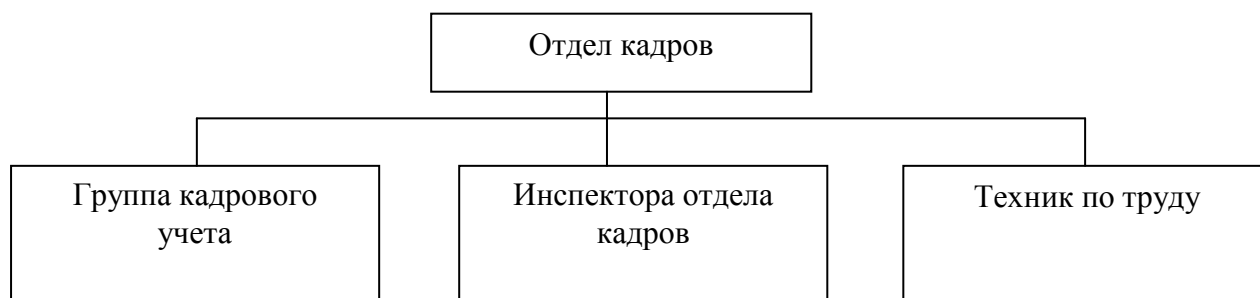 Отдел кадров
Группа кадрового
учета
Инспектора отдела
кадров
Техник по труду